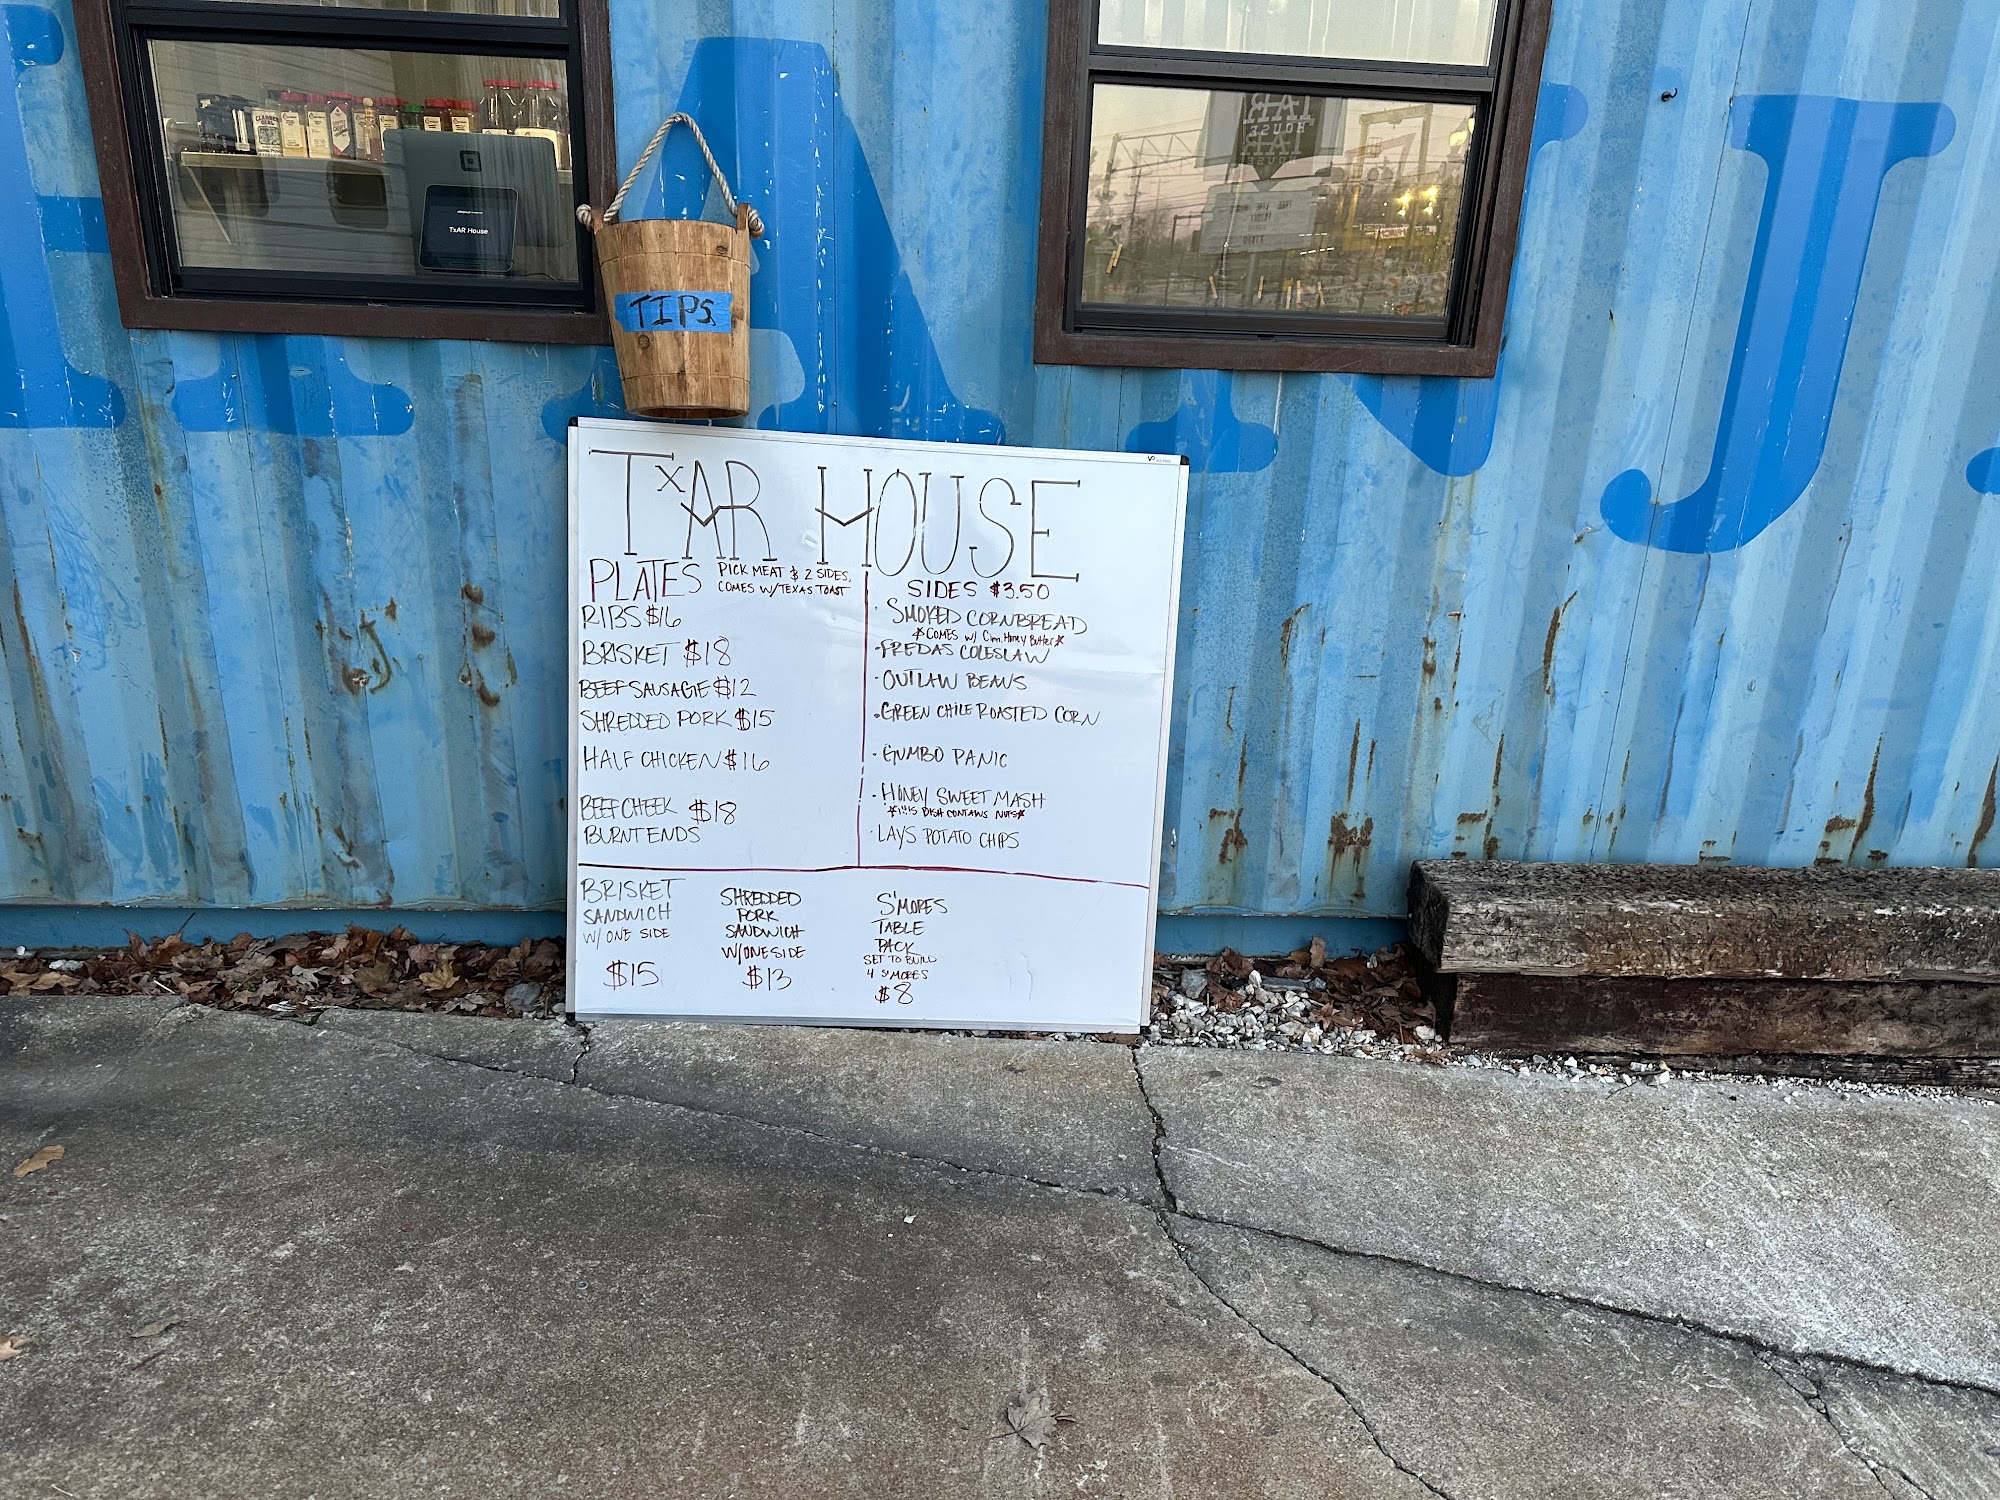 TxAR House
TIPS
TxAR HOUSE
PLATES PICK MEAT & 2 SIDES,
COMES W/TEXAS TOAST
RIBS $16
BRISKET $18
BEEF SAUSAGE $12
SHREDDED PORK $15
HALF CHICKEN $16
BEEF CHEEK $18
BURNT ENDS
SIDES $3.50
· SMOKED CORNBREAD
*COMES W/ Cinn. Honey Butter*
· FREDAS COLESLAW
· OUTLAW BEANS
· GREEN CHILE ROASTED CORN
· GUMBO PANIC
· HONEY SWEET MASH
*THIS DISH CONTAINS NUTS*
· LAYS POTATO CHIPS
BRISKET
SANDWICH
W/ ONE SIDE
$15
SHREDDED
PORK
SANDWICH
W/ ONE SIDE
$13
S'MORES
TABLE
PACK
SET TO BUILD
4 S'MORES
$8